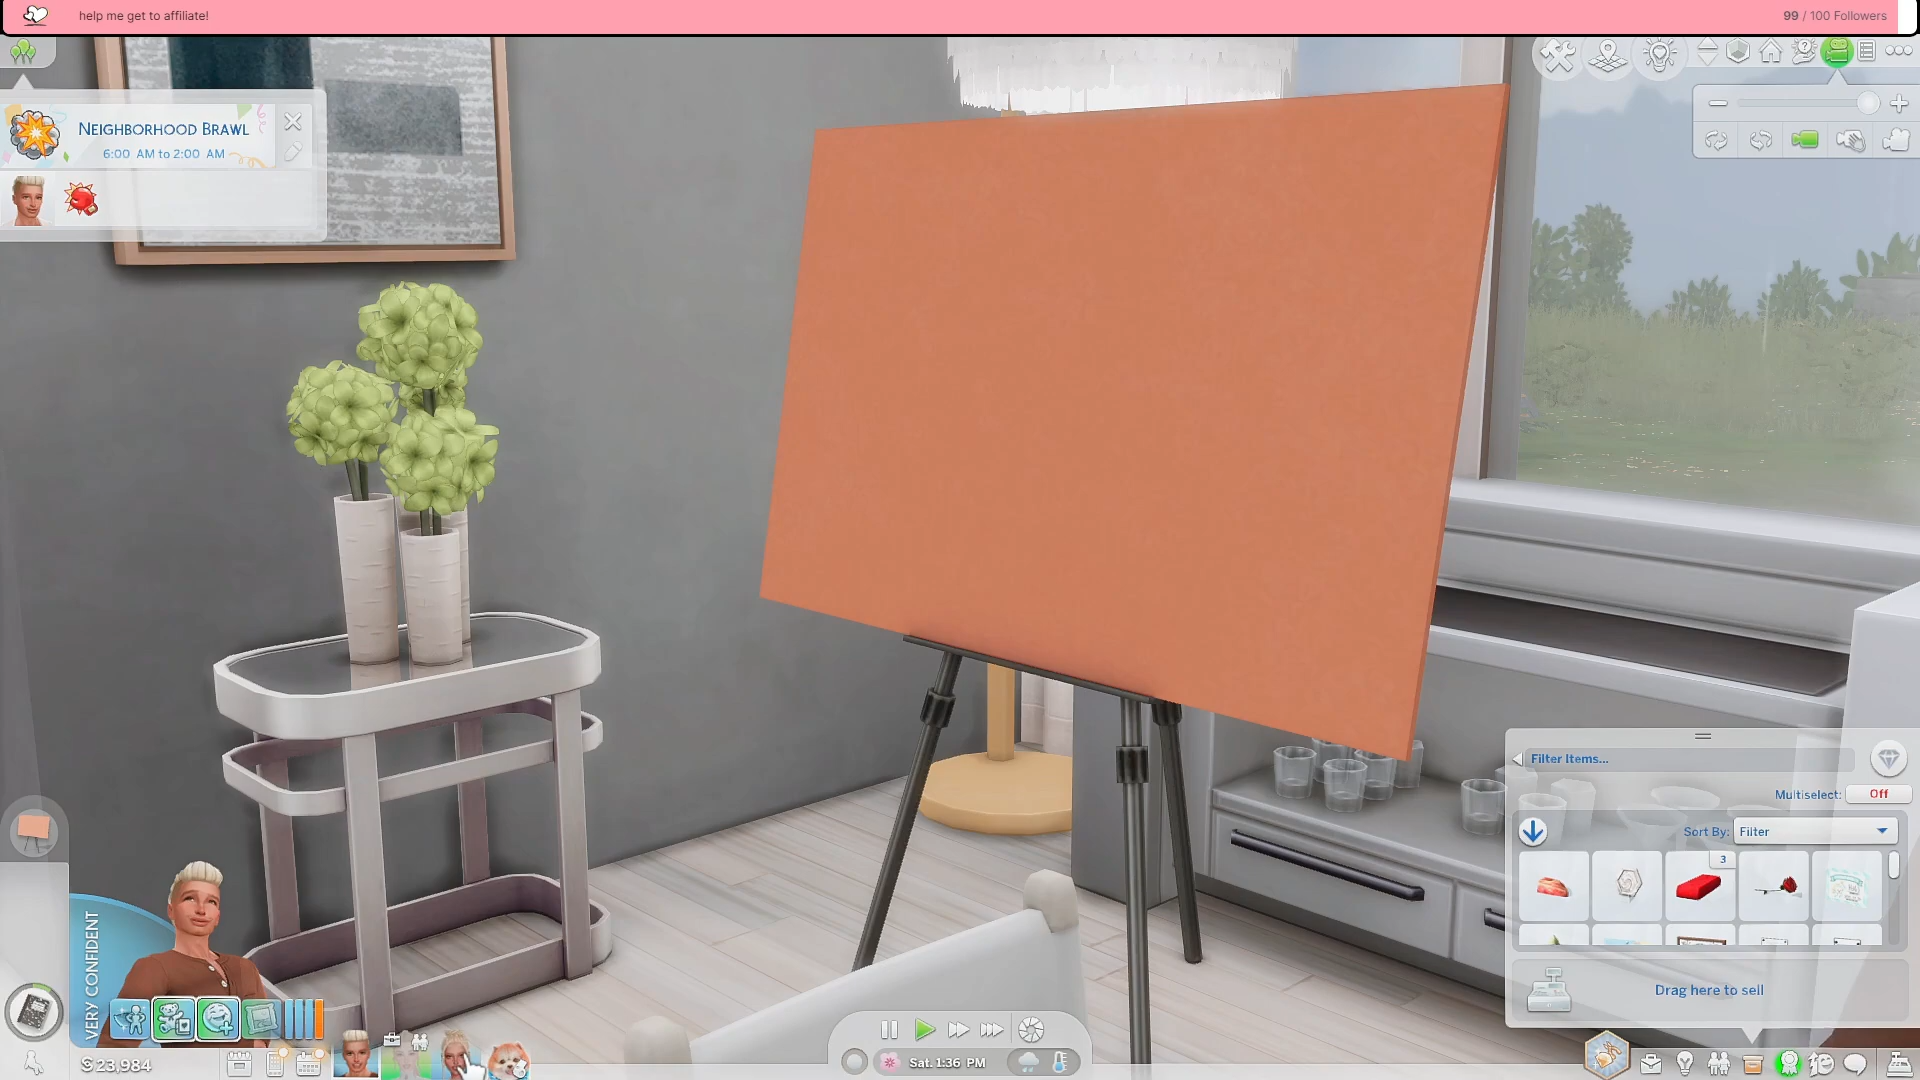 help me get to affiliate!
99 / 100 Followers
NEIGHBORHOOD BRAWL
6:00 AM to 2:00 AM
Filter Items...
Multiselect: Off
Sort By: Filter
3
Drag here to sell
VERY CONFIDENT
§23,984
Sat. 1:36 PM